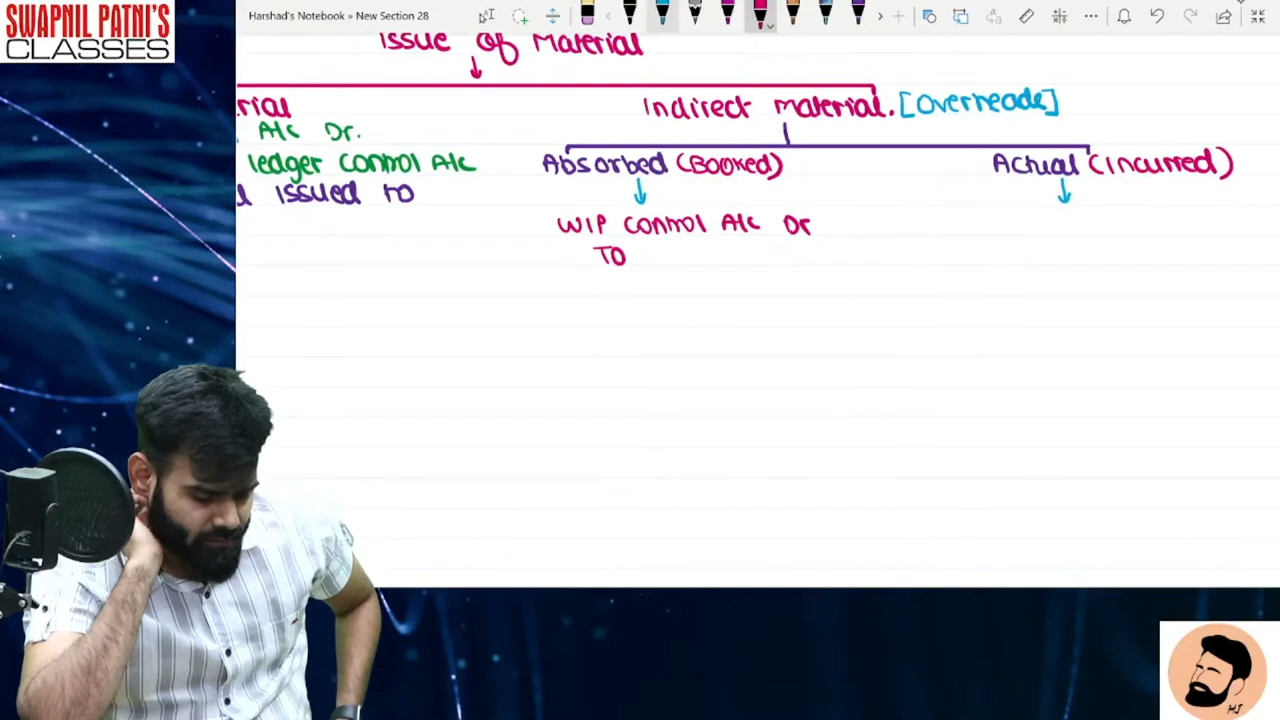 SWAPNIL PATNI'S
CLASSES
Harshad's Notebook » New Section 28
Issue of Material
rial
Indirect Material. [Overheads]
A/c Dr.
ledger control A/c
Absorbed (Booked)
Actual (Incurred)
l issued to
WIP control A/c Dr
TO
HJ